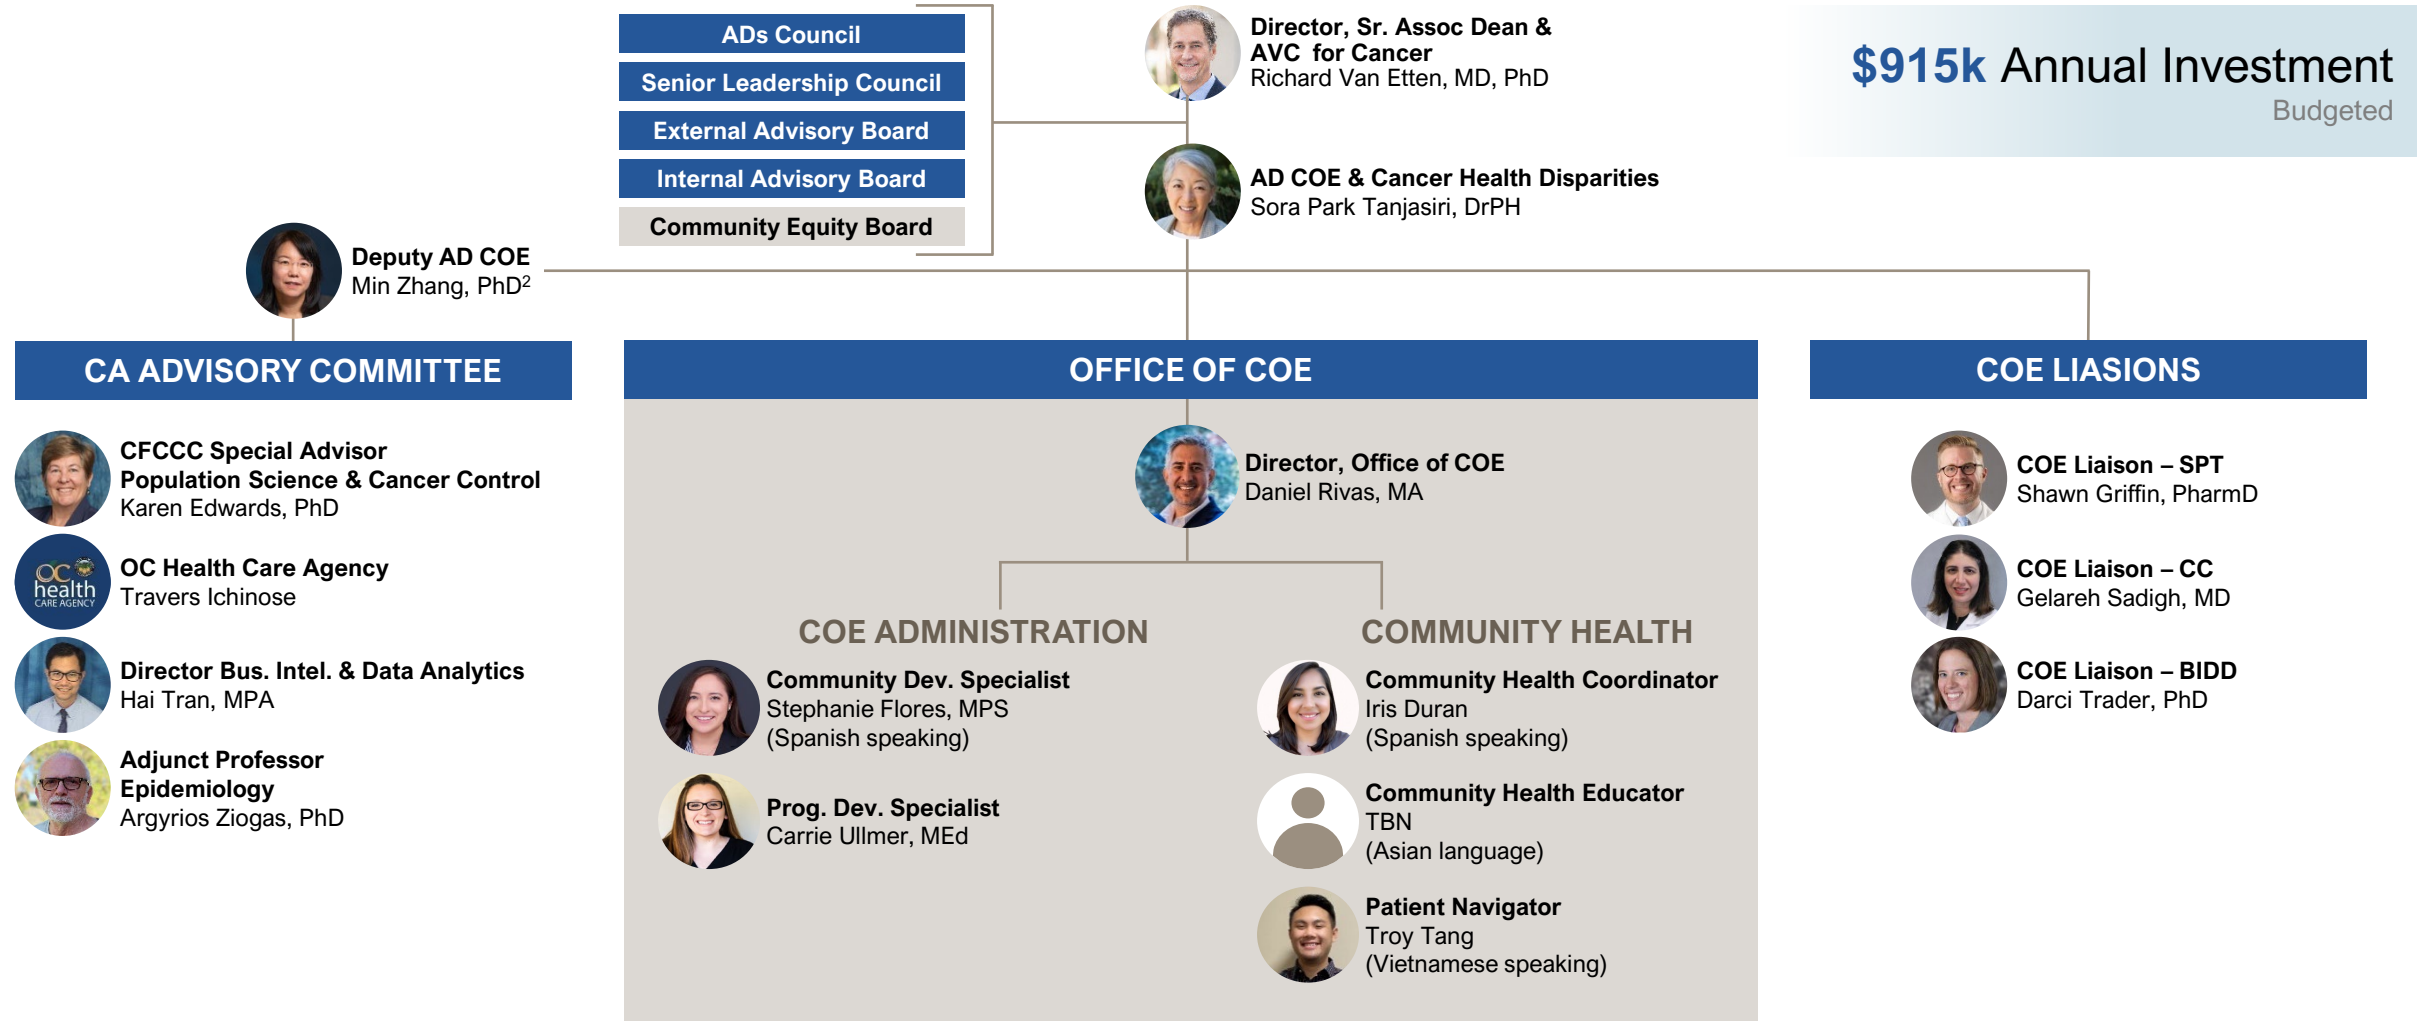 ADs Council
Senior Leadership Council
External Advisory Board
Internal Advisory Board
Community Equity Board
Director, Sr. Assoc Dean &
AVC for Cancer
Richard Van Etten, MD, PhD
$915k Annual Investment
Budgeted
AD COE & Cancer Health Disparities
Sora Park Tanjasiri, DrPH
Deputy AD COE
Min Zhang, PhD2
CA ADVISORY COMMITTEE
CFCCC Special Advisor
Population Science & Cancer Control
Karen Edwards, PhD
OC
health
CARE AGENCY
OC Health Care Agency
Travers Ichinose
Director Bus. Intel. & Data Analytics
Hai Tran, MPA
Adjunct Professor
Epidemiology
Argyrios Ziogas, PhD
OFFICE OF COE
Director, Office of COE
Daniel Rivas, MA
COE ADMINISTRATION
Community Dev. Specialist
Stephanie Flores, MPS
(Spanish speaking)
Prog. Dev. Specialist
Carrie Ullmer, MEd
COMMUNITY HEALTH
Community Health Coordinator
Iris Duran
(Spanish speaking)
Community Health Educator
TBN
(Asian language)
Patient Navigator
Troy Tang
(Vietnamese speaking)
COE LIASIONS
COE Liaison – SPT
Shawn Griffin, PharmD
COE Liaison – CC
Gelareh Sadigh, MD
COE Liaison – BIDD
Darci Trader, PhD